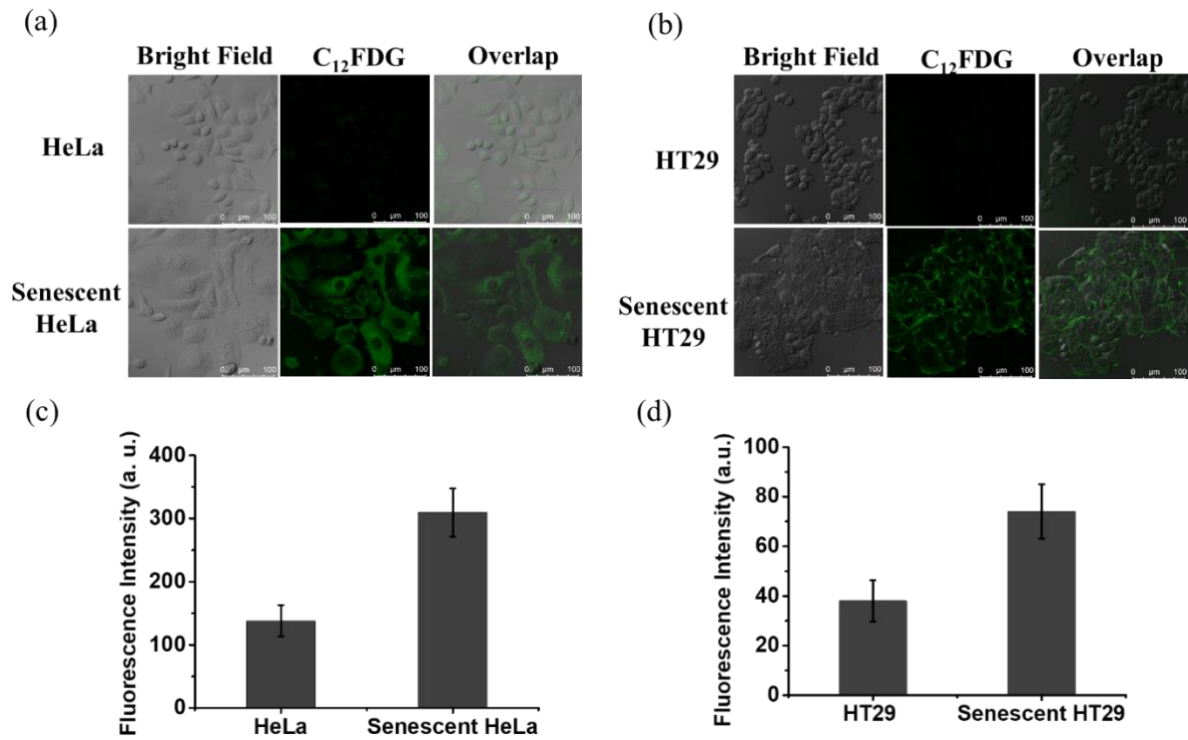 (a)
Bright Field C₁₂FDG Overlap
HeLa
0 µm 100
0 µm 100
0 µm 100
Senescent
HeLa
0 µm 100
0 µm 100
0 µm 100
(b)
Bright Field C₁₂FDG Overlap
HT29
0 µm 100
0 µm 100
0 µm 100
Senescent
HT29
0 µm 100
0 µm 100
0 µm 100
(c)
Fluorescence Intensity (a. u.)
400
300
200
100
0
HeLa Senescent HeLa
(d)
Fluorescence Intensity (a.u.)
100
80
60
40
20
0
HT29 Senescent HT29